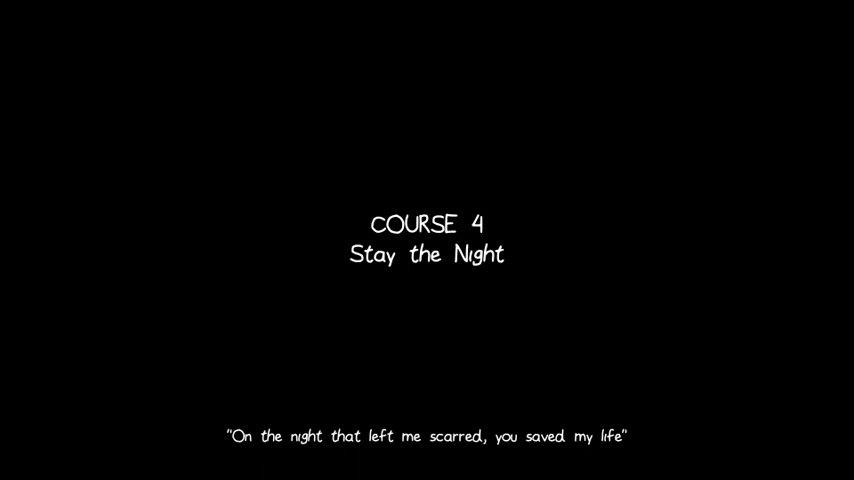 COURSE 4
Stay the Night
"On the night that left me scarred, you saved my life"